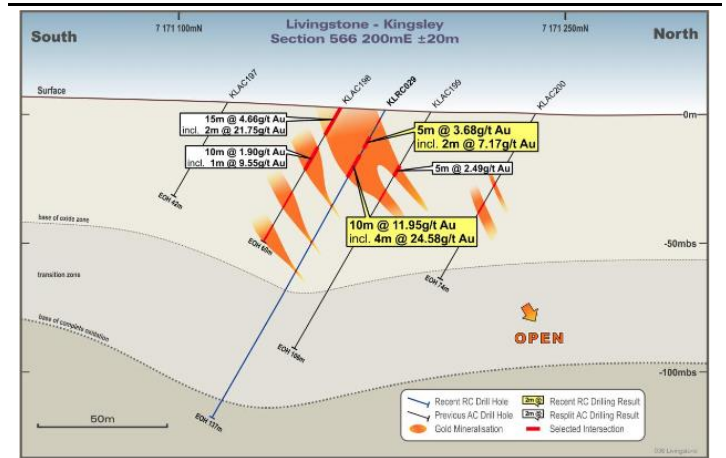 7 171 100mN
Livingstone - Kingsley
Section 566 200mE ±20m
7 171 250mN
South
North
Surface
KLAC197
KLAC198
KLRC029
KLAC199
KLAC200
0m
15m @ 4.66g/t Au
incl. 2m @ 21.75g/t Au
5m @ 3.68g/t Au
incl. 2m @ 7.17g/t Au
10m @ 1.90g/t Au
incl. 1m @ 9.55g/t Au
5m @ 2.49g/t Au
EOH 42m
10m @ 11.95g/t Au
incl. 4m @ 24.58g/t Au
base of oxide zone
EOH 60m
-50mbs
transition zone
EOH 74m
base of complete oxidation
OPEN
EOH 106m
-100mbs
EOH 137m
50m
Recent RC Drill Hole
Previous AC Drill Hole
Gold Mineralisation
2m @ Recent RC Drilling Result
2m @ Resplit AC Drilling Result
Selected Intersection